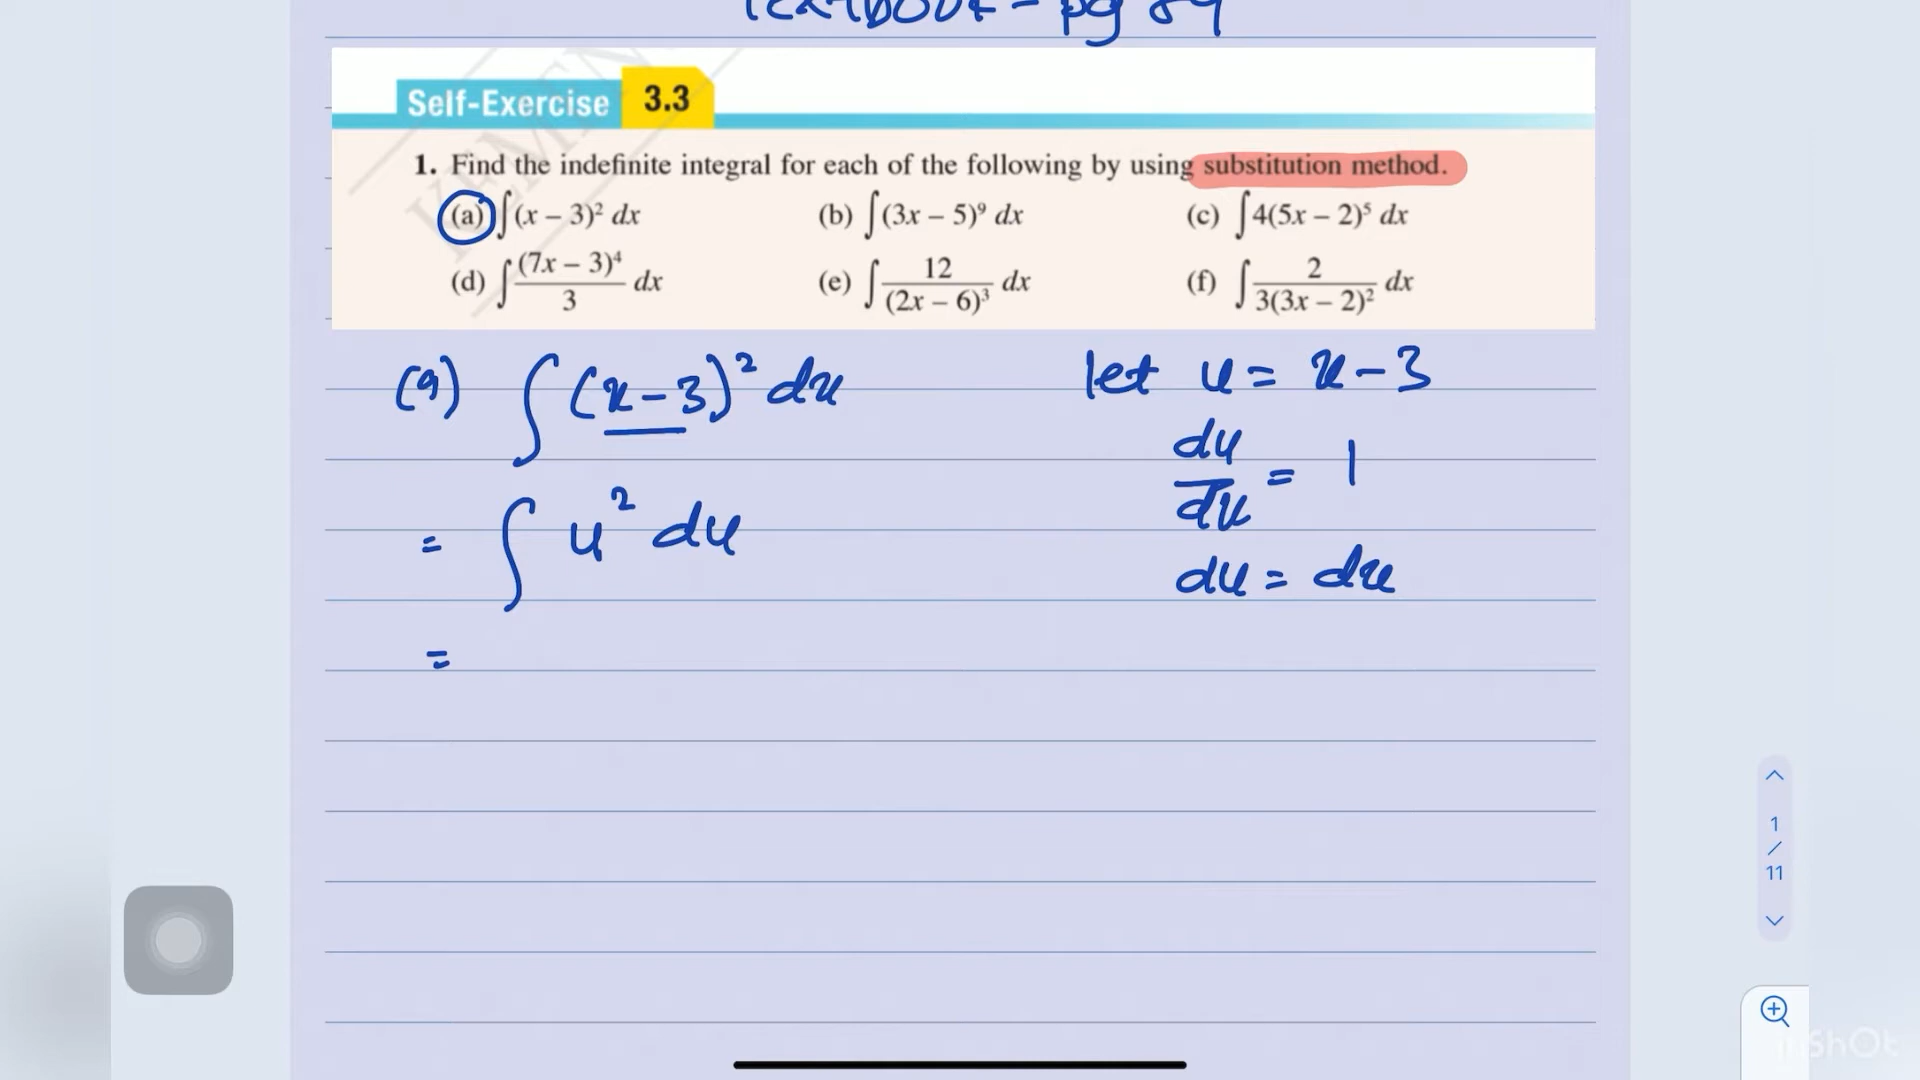 Textbook - pg 89
Self-Exercise 3.3
1. Find the indefinite integral for each of the following by using substitution method.
(a) ∫(x – 3)² dx (b) ∫(3x – 5)⁹ dx (c) ∫4(5x – 2)⁵ dx
(d) ∫(7x – 3)⁴/3 dx (e) ∫12/(2x – 6)³ dx (f) ∫2/3(3x – 2)² dx
(a) ∫(x-3)² dx let u = x-3
du/dx = 1
= ∫ u² du
du = dx
=
1
/
11